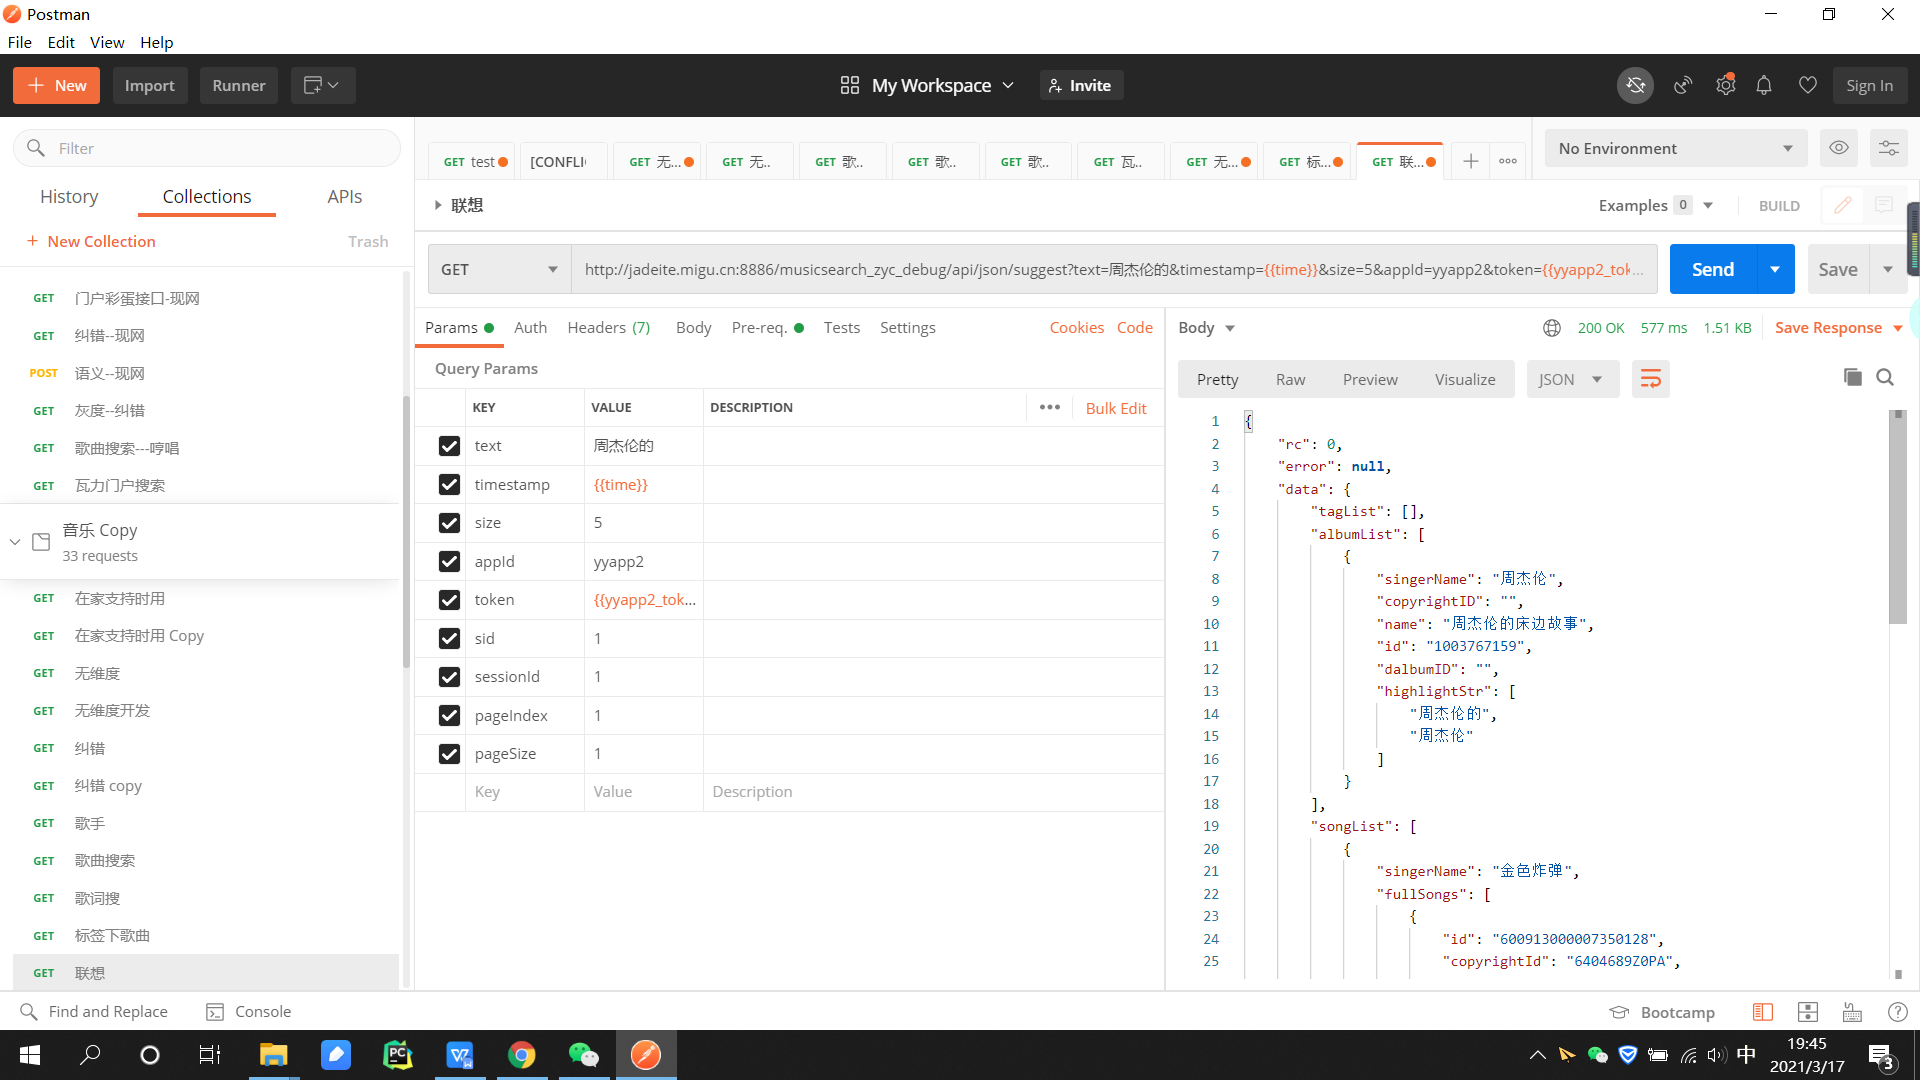 Postman
File Edit View Help
New Import Runner My Workspace Invite Sign In
Filter
History Collections APIs
New Collection Trash
GET 门户彩蛋接口-现网
GET 纠错--现网
POST 语义--现网
GET 灰度--纠错
GET 歌曲搜索---哼唱
GET 瓦力门户搜索
音乐 Copy
33 requests
GET 在家支持时用
GET 在家支持时用 Copy
GET 无维度
GET 无维度开发
GET 纠错
GET 纠错 copy
GET 歌手
GET 歌曲搜索
GET 歌词搜
GET 标签下歌曲
GET 联想
GET test [CONFLI GET 无... GET 无.. GET 歌.. GET 歌.. GET 歌.. GET 瓦.. GET 无... GET 标... GET 联...
No Environment
联想
Examples 0 BUILD
GET http://jadeite.migu.cn:8886/musicsearch_zyc_debug/api/json/suggest?text=周杰伦的&timestamp={{time}}&size=5&appId=yyapp2&token={{yyapp2_tok...
Send Save
Params Auth Headers (7) Body Pre-req. Tests Settings Cookies Code
Query Params
KEY VALUE DESCRIPTION ••• Bulk Edit
text 周杰伦的
timestamp {{time}}
size 5
appId yyapp2
token {{yyapp2_tok...
sid 1
sessionId 1
pageIndex 1
pageSize 1
Key Value Description
Body 200 OK 577 ms 1.51 KB Save Response
Pretty Raw Preview Visualize JSON
1 {
2 "rc": 0,
3 "error": null,
4 "data": {
5 "tagList": [],
6 "albumList": [
7 {
8 "singerName": "周杰伦",
9 "copyrightID": "",
10 "name": "周杰伦的床边故事",
11 "id": "1003767159",
12 "dalbumID": "",
13 "highlightStr": [
14 "周杰伦的",
15 "周杰伦"
16 ]
17 }
18 ],
19 "songList": [
20 {
21 "singerName": "金色炸弹",
22 "fullSongs": [
23 {
24 "id": "600913000007350128",
25 "copyrightId": "6404689Z0PA",
Find and Replace Console Bootcamp
中 19:45
2021/3/17 3